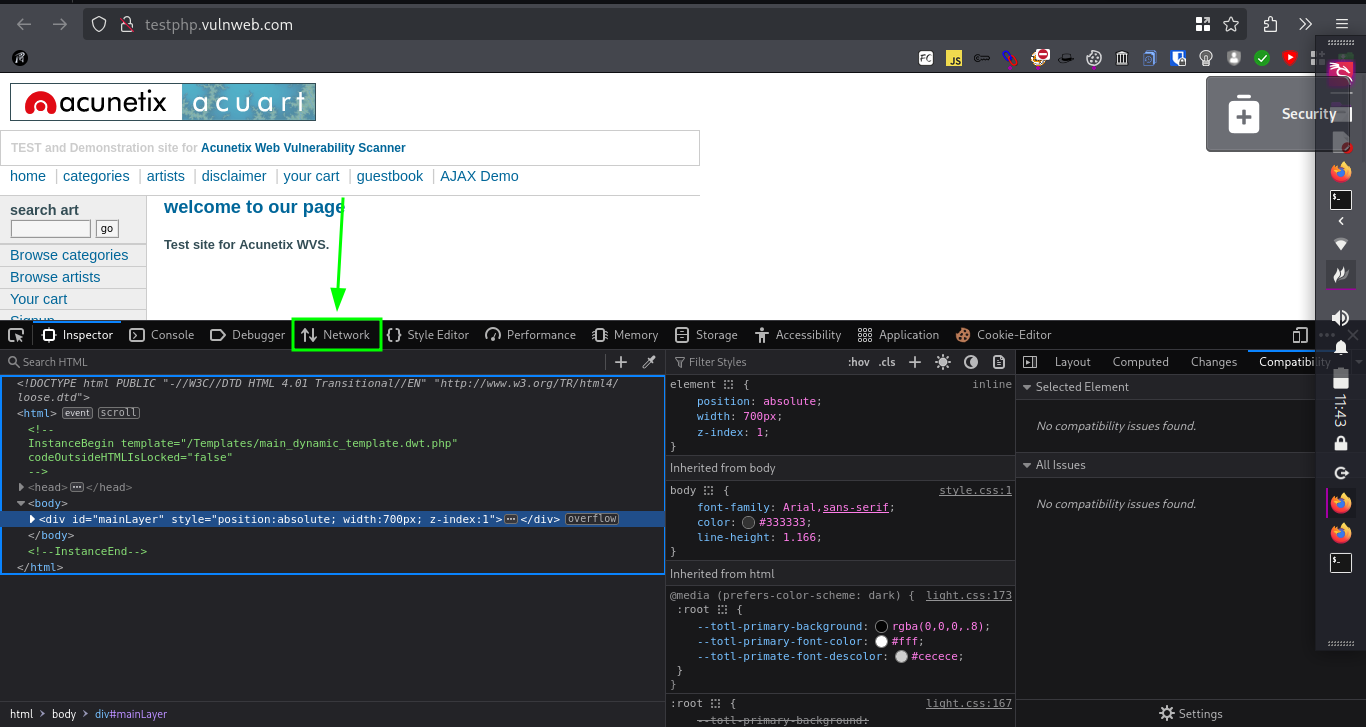 testphp.vulnweb.com
FC
JS
acunetix acuart
Security
TEST and Demonstration site for Acunetix Web Vulnerability Scanner
home categories artists disclaimer your cart guestbook AJAX Demo
search art
go
welcome to our page
Test site for Acunetix WVS.
Browse categories
Browse artists
Your cart
Signup
Inspector Console Debugger Network Style Editor Performance Memory Storage Accessibility Application Cookie-Editor
Search HTML
<!DOCTYPE html PUBLIC "-//W3C//DTD HTML 4.01 Transitional//EN" "http://www.w3.org/TR/html4/
loose.dtd">
<html> event scroll
<!--
InstanceBegin template="/Templates/main_dynamic_template.dwt.php"
codeOutsideHTMLIsLocked="false"
-->
<head> </head>
<body>
<div id="mainLayer" style="position:absolute; width:700px; z-index:1"> </div> overflow
</body>
<!--InstanceEnd-->
</html>
html > body > div#mainLayer
Filter Styles :hov .cls +
element { inline
position: absolute;
width: 700px;
z-index: 1;
}
Inherited from body
body { style.css:1
font-family: Arial,sans-serif;
color: #333333;
line-height: 1.166;
}
Inherited from html
@media (prefers-color-scheme: dark) { light.css:173
:root {
--totl-primary-background: rgba(0,0,0,.8);
--totl-primary-font-color: #fff;
--totl-primate-font-descolor: #cecece;
}
}
:root { light.css:167
--totl-primary-background:
Layout Computed Changes Compatibility
Selected Element
No compatibility issues found.
All Issues
No compatibility issues found.
Settings
11:43